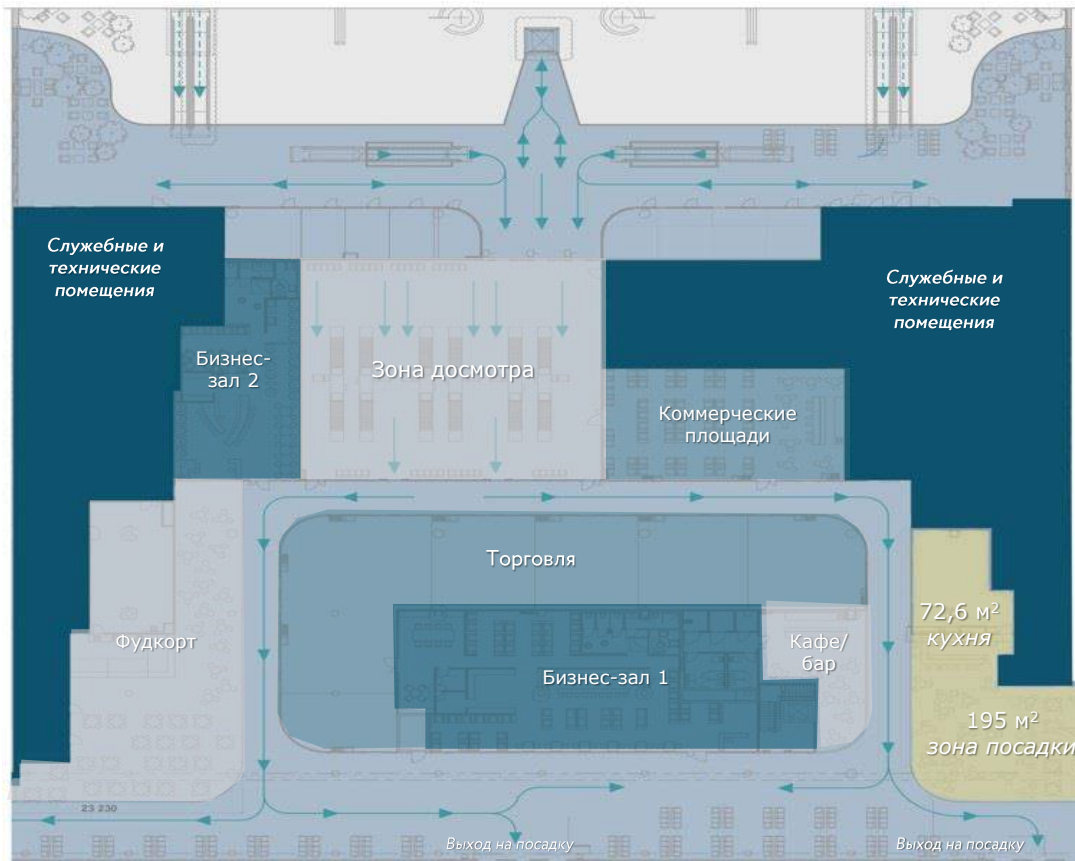 Служебные и
технические
помещения
Служебные и
технические
помещения
Бизнес-
зал 2
Зона досмотра
Коммерческие
площади
Торговля
72,6 м²
кухня
Фудкорт
Кафе/
бар
Бизнес-зал 1
195 м²
зона посадки
23 230
Выход на посадку
Выход на посадку